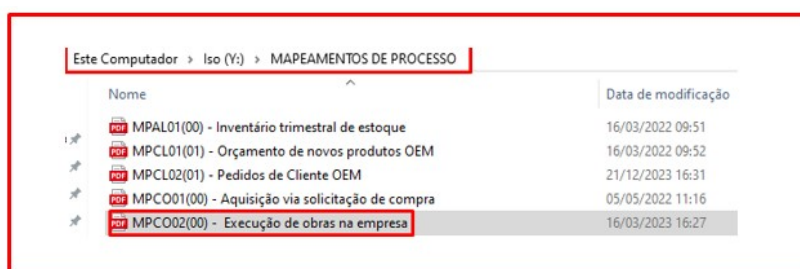 Este Computador > Iso (Y:) > MAPEAMENTOS DE PROCESSO
Nome Data de modificação
PDF MPAL01(00) - Inventário trimestral de estoque 16/03/2022 09:51
PDF MPCL01(01) - Orçamento de novos produtos OEM 16/03/2022 09:52
PDF MPCL02(01) - Pedidos de Cliente OEM 21/12/2023 16:31
PDF MPCO01(00) - Aquisição via solicitação de compra 05/05/2022 11:16
PDF MPCO02(00) - Execução de obras na empresa 16/03/2023 16:27